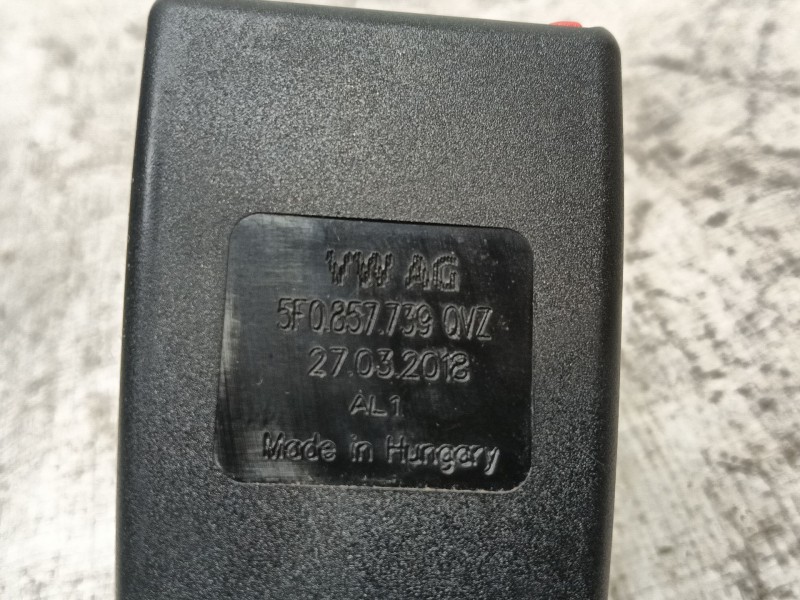 VW AG
5F0.857.739 QVZ
27.03.2018
AL1
Made in Hungary